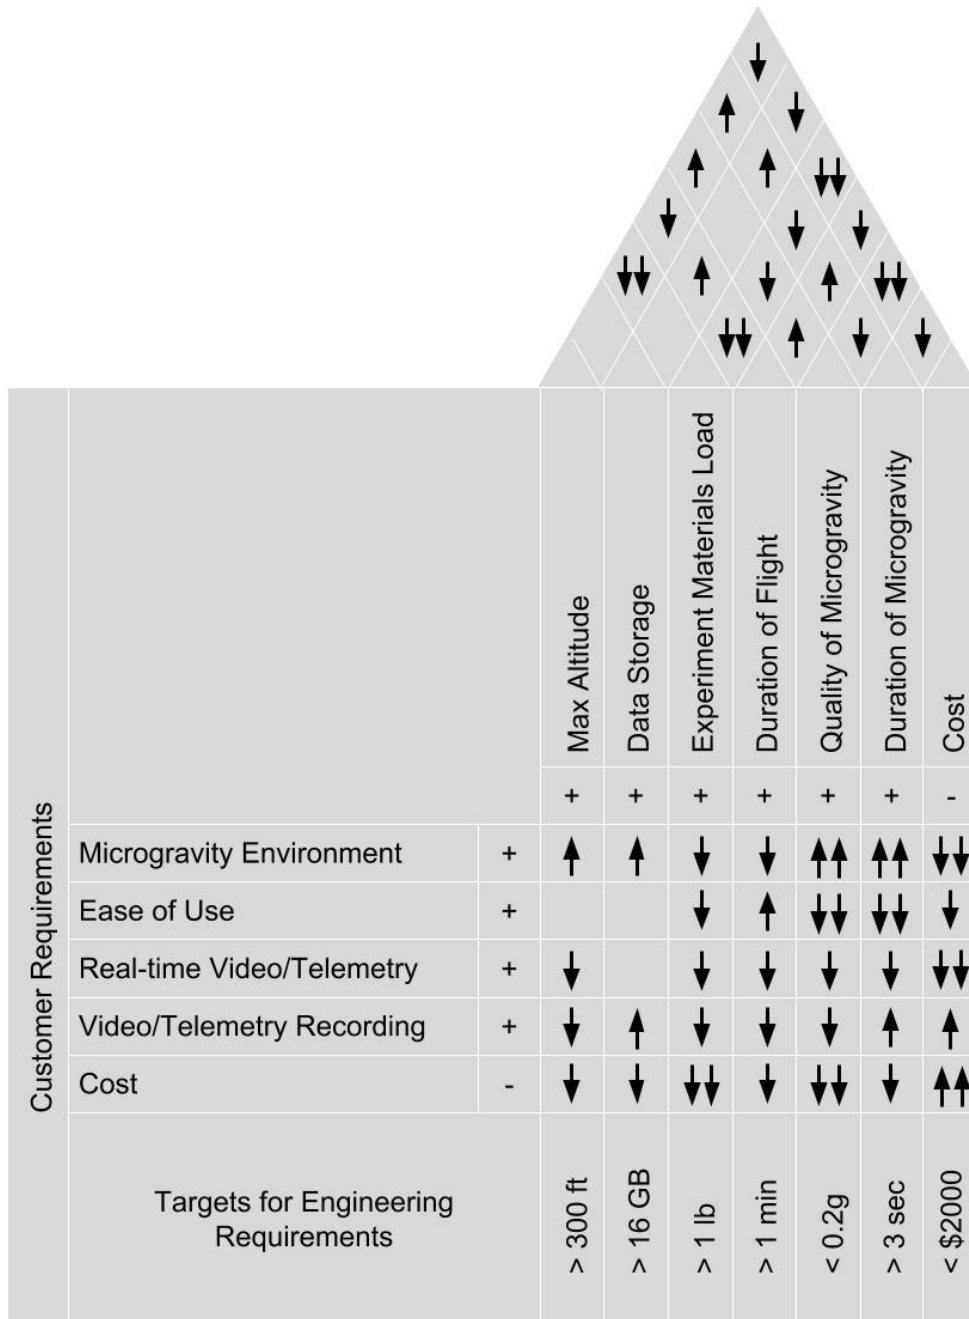 Max Altitude
Data Storage
Experiment Materials Load
Duration of Flight
Quality of Microgravity
Duration of Microgravity
Cost
+ + + + + + -
Customer Requirements
Microgravity Environment +
Ease of Use +
Real-time Video/Telemetry +
Video/Telemetry Recording +
Cost -
Targets for Engineering
Requirements
> 300 ft
> 16 GB
> 1 lb
> 1 min
< 0.2g
> 3 sec
< $2000